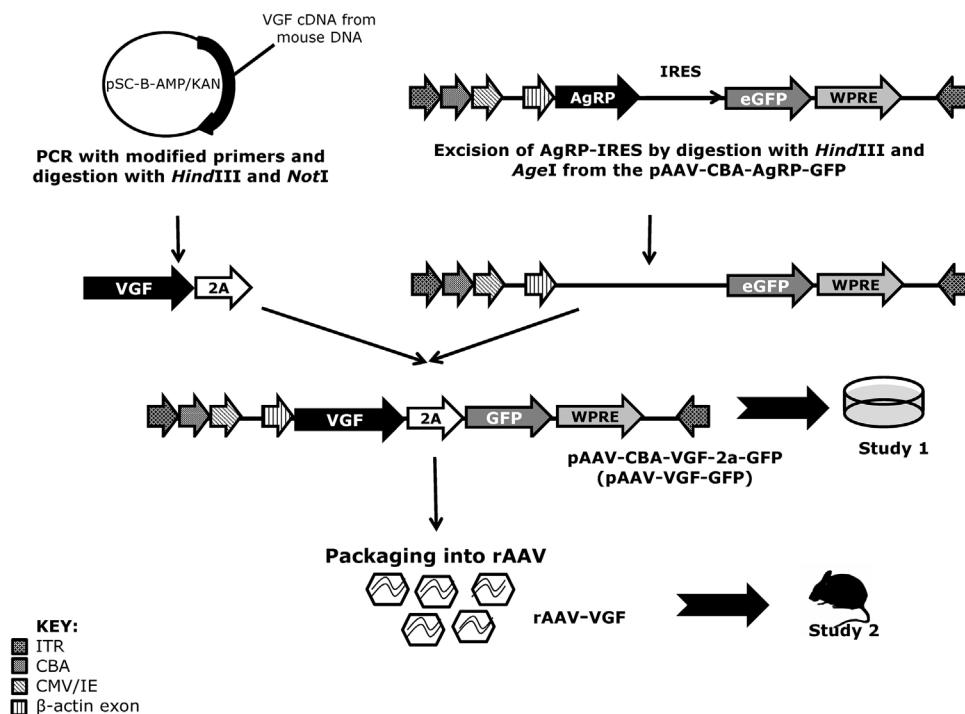 VGF cDNA from
mouse DNA
pSC-B-AMP/KAN
PCR with modified primers and
digestion with HindIII and NotI
IRES
AgRP
eGFP
WPRE
Excision of AgRP-IRES by digestion with HindIII and
AgeI from the pAAV-CBA-AgRP-GFP
VGF
2A
eGFP
WPRE
VGF
2A
GFP
WPRE
pAAV-CBA-VGF-2a-GFP
(pAAV-VGF-GFP)
Study 1
Packaging into rAAV
rAAV-VGF
Study 2
KEY:
ITR
CBA
CMV/IE
β-actin exon